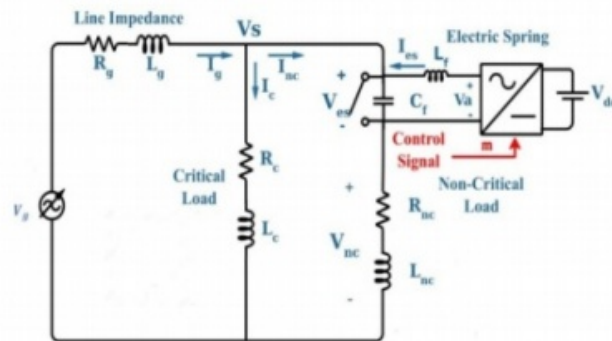 Line Impedance
Rg
Lg
Vs
Ig
Inc
Ic
Ies
Lf
Electric Spring
+
Ves
-
Cf
+
Va
-
Control
Signal
m
Non-Critical
Load
Critical
Load
Rc
Lc
Vg
+
Rnc
Vnc
Lnc
-